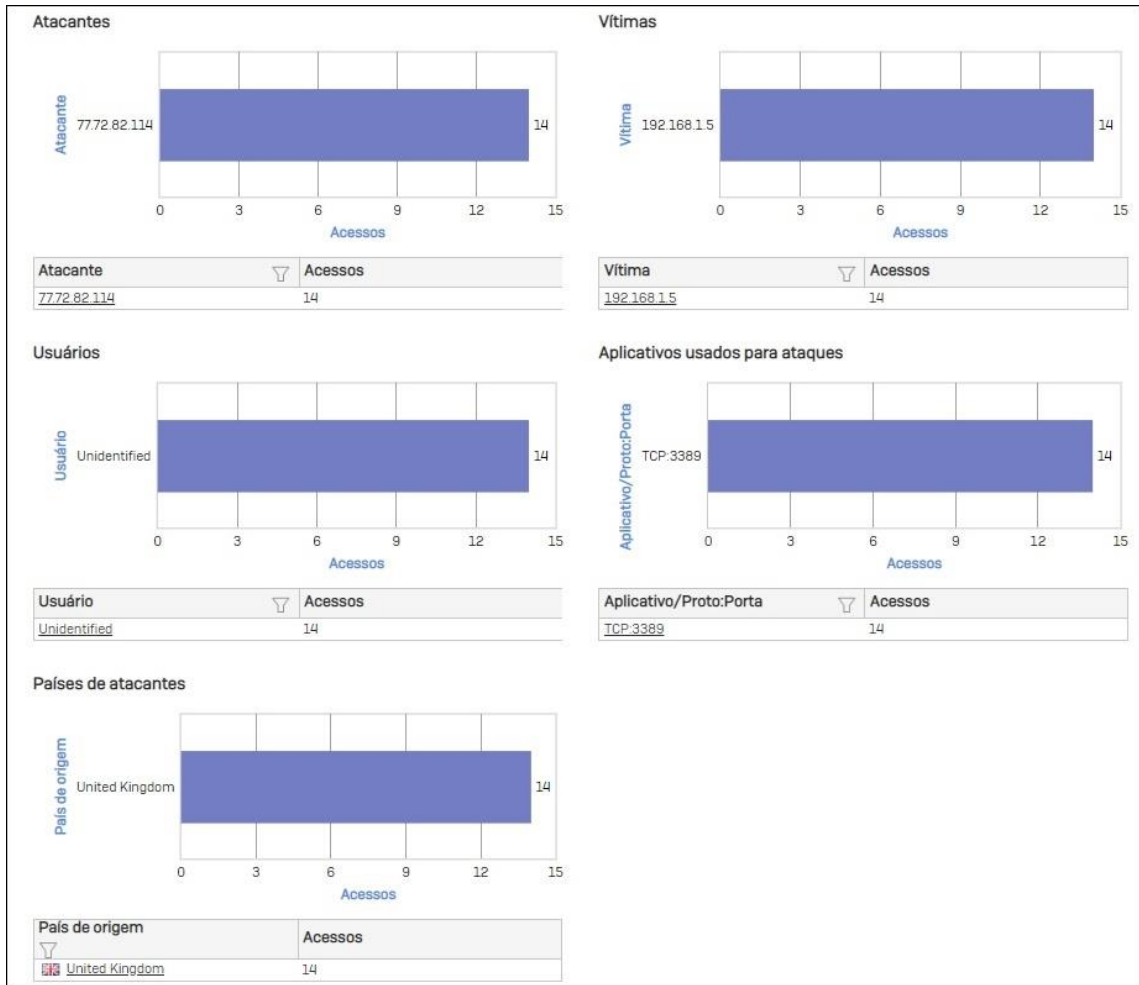 Atacantes
Atacante
77.72.82.114
14
0 3 6 9 12 15
Acessos
Atacante Acessos
77.72.82.114 14
Vítimas
Vítima
192.168.1.5
14
0 3 6 9 12 15
Acessos
Vítima Acessos
192.168.1.5 14
Usuários
Usuário
Unidentified
14
0 3 6 9 12 15
Acessos
Usuário Acessos
Unidentified 14
Aplicativos usados para ataques
Aplicativo/Proto:Porta
TCP:3389
14
0 3 6 9 12 15
Acessos
Aplicativo/Proto:Porta Acessos
TCP:3389 14
Países de atacantes
País de origem
United Kingdom
14
0 3 6 9 12 15
Acessos
País de origem Acessos
United Kingdom 14